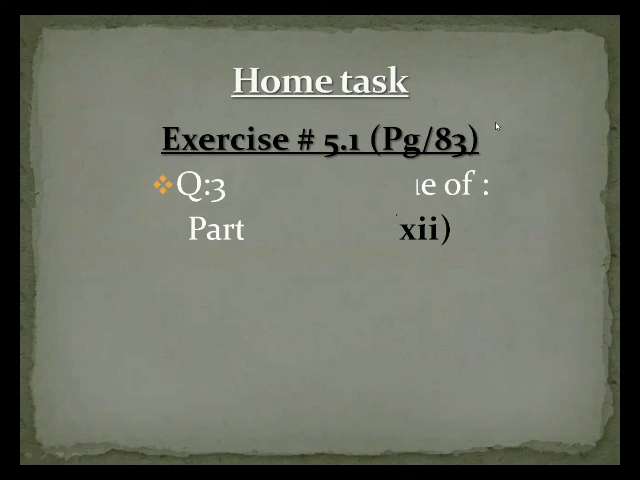 Home task
Exercise # 5.1 (Pg/83)
Q:3 of :
Part xii)